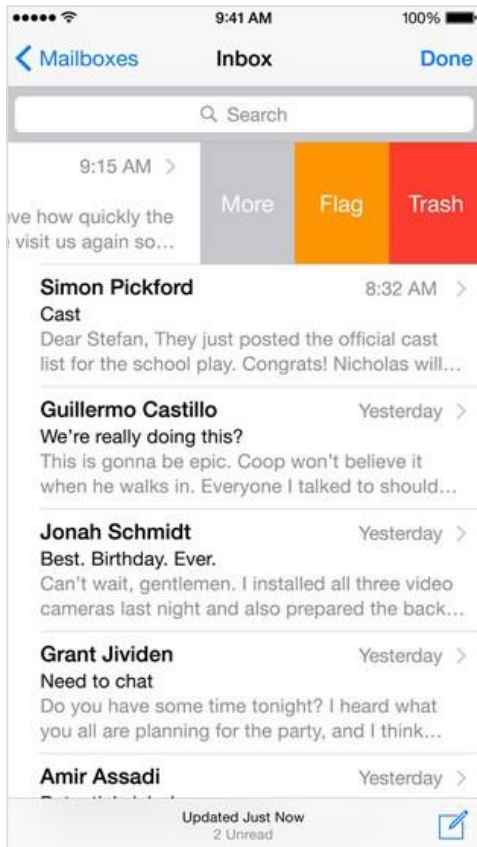 9:41 AM 100%
Mailboxes Inbox Done
Search
9:15 AM More Flag Trash
how quickly the
visit us again so...
Simon Pickford 8:32 AM
Cast
Dear Stefan, They just posted the official cast
list for the school play. Congrats! Nicholas will...
Guillermo Castillo Yesterday
We're really doing this?
This is gonna be epic. Coop won't believe it
when he walks in. Everyone I talked to should...
Jonah Schmidt Yesterday
Best. Birthday. Ever.
Can't wait, gentlemen. I installed all three video
cameras last night and also prepared the back...
Grant Jividen Yesterday
Need to chat
Do you have some time tonight? I heard what
you all are planning for the party, and I think...
Amir Assadi Yesterday
Updated Just Now
2 Unread